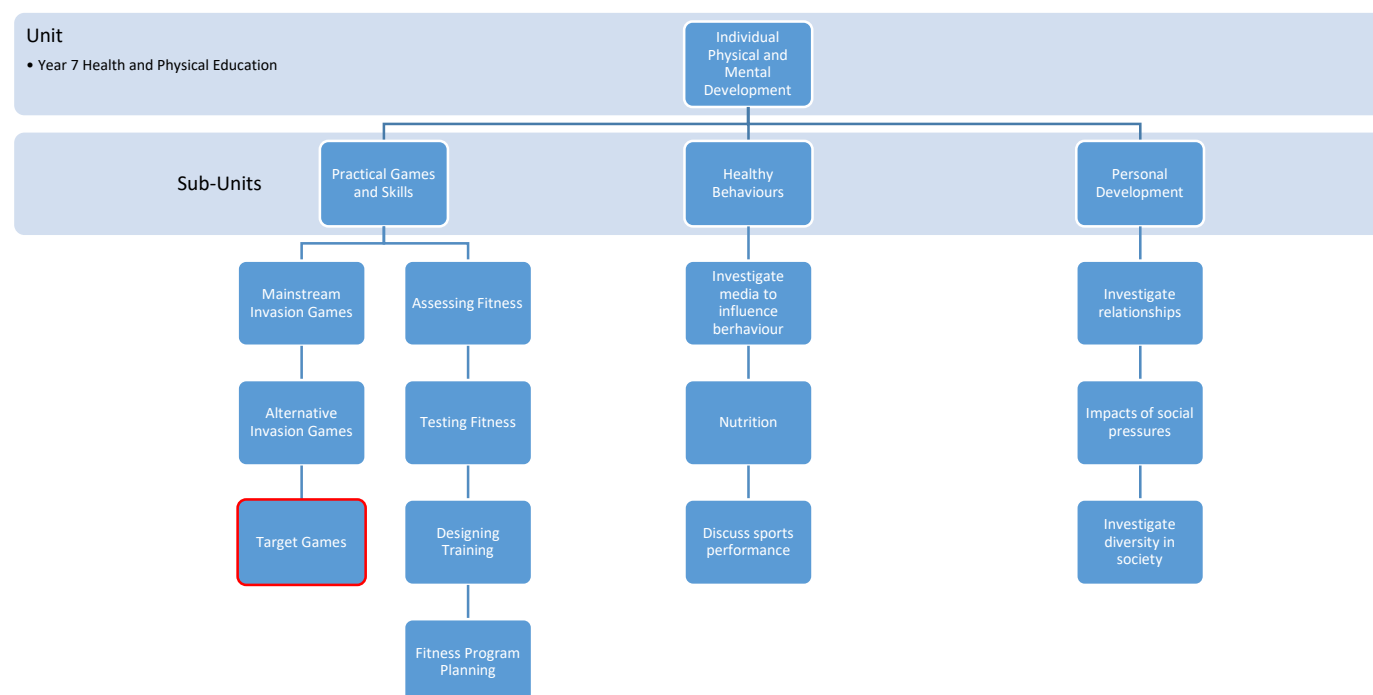 Unit
• Year 7 Health and Physical Education
Individual
Physical and
Mental
Development
Sub-Units
Practical Games
and Skills
Healthy
Behaviours
Personal
Development
Mainstream
Invasion Games
Assessing Fitness
Investigate
media to
influence
berhaviour
Investigate
relationships
Alternative
Invasion Games
Testing Fitness
Nutrition
Impacts of social
pressures
Target Games
Designing
Training
Discuss sports
performance
Investigate
diversity in
society
Fitness Program
Planning